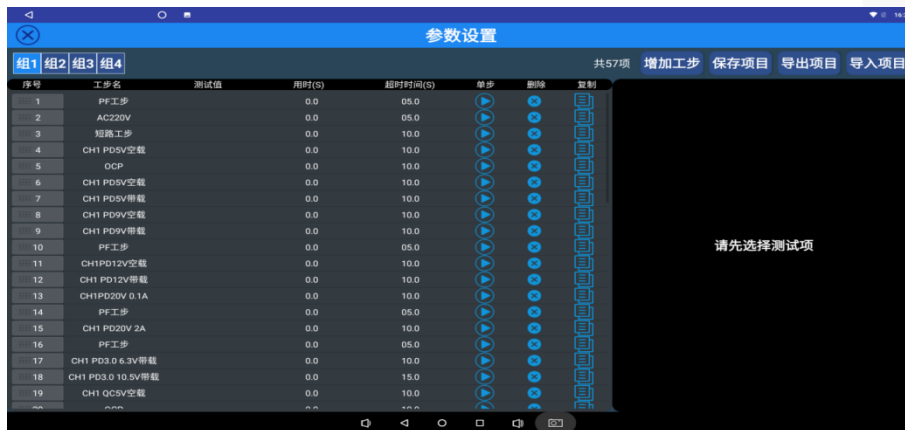 参数设置
组1 组2 组3 组4 共57项 增加工步 保存项目 导出项目 导入项目
序号 工步名 测试值 用时(S) 超时时间(S) 单步 删除 复制
1 PF工步 0.0 05.0
2 AC220V 0.0 05.0
3 短路工步 0.0 10.0
4 CH1 PD5V空载 0.0 10.0
5 OCP 0.0 10.0
6 CH1 PD5V空载 0.0 10.0
7 CH1 PD5V带载 0.0 10.0
8 CH1 PD9V空载 0.0 10.0
9 CH1 PD9V带载 0.0 10.0
10 PF工步 0.0 05.0
11 CH1PD12V空载 0.0 10.0
12 CH1 PD12V带载 0.0 10.0
13 CH1PD20V 0.1A 0.0 10.0
14 PF工步 0.0 05.0
15 CH1 PD20V 2A 0.0 10.0
16 PF工步 0.0 05.0
17 CH1 PD3.0 6.3V带载 0.0 10.0
18 CH1 PD3.0 10.5V带载 0.0 15.0
19 CH1 QC5V空载 0.0 10.0
请先选择测试项